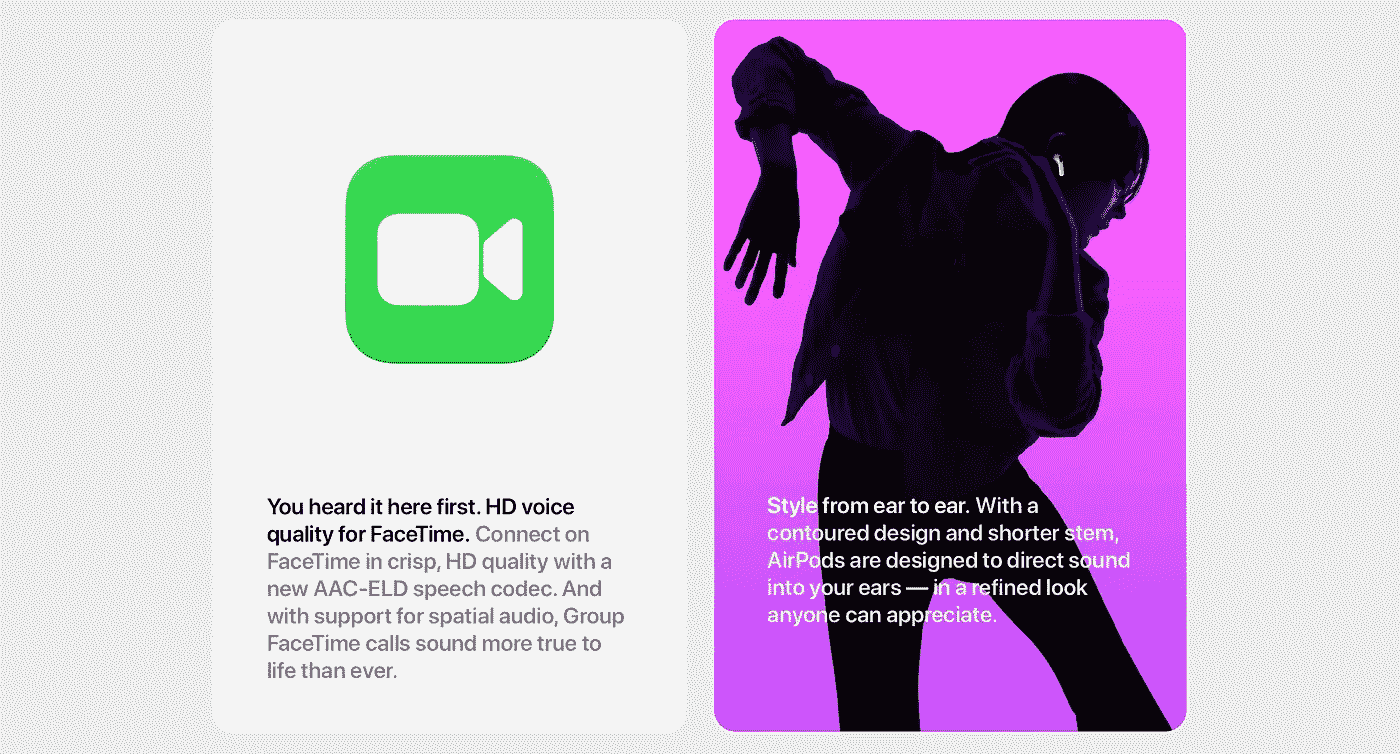 You heard it here first. HD voice
quality for FaceTime. Connect on
FaceTime in crisp, HD quality with a
new AAC-ELD speech codec. And
with support for spatial audio, Group
FaceTime calls sound more true to
life than ever.
Style from ear to ear. With a
contoured design and shorter stem,
AirPods are designed to direct sound
into your ears — in a refined look
anyone can appreciate.